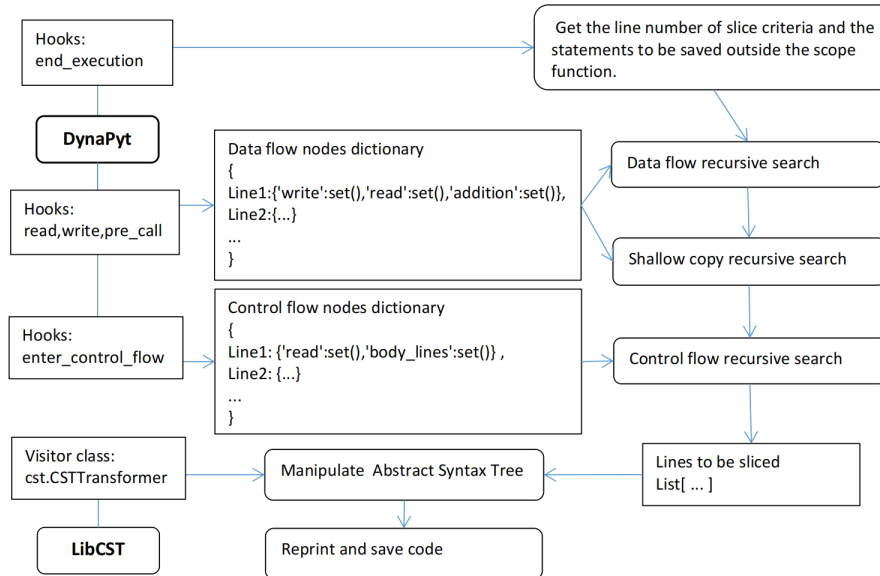 Hooks:
end_execution
Get the line number of slice criteria and the
statements to be saved outside the scope
function.
DynaPyt
Data flow nodes dictionary
{
Line1:{'write':set(),'read':set(),'addition':set()},
Line2:{...}
...
}
Data flow recursive search
Hooks:
read,write,pre_call
Shallow copy recursive search
Control flow nodes dictionary
{
Line1: {'read':set(),'body_lines':set()} ,
Line2: {...}
...
}
Hooks:
enter_control_flow
Control flow recursive search
Visitor class:
cst.CSTTransformer
Manipulate Abstract Syntax Tree
Lines to be sliced
List[ ... ]
LibCST
Reprint and save code